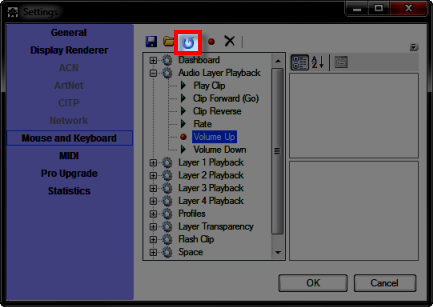 Settings
General
Display Renderer
ACN
ArtNet
CITP
Network
Mouse and Keyboard
MIDI
Pro Upgrade
Statistics
Dashboard
Audio Layer Playback
Play Clip
Clip Forward (Go)
Clip Reverse
Rate
Volume Up
Volume Down
Layer 1 Playback
Layer 2 Playback
Layer 3 Playback
Layer 4 Playback
Profiles
Layer Transparency
Flash Clip
Space
OK
Cancel